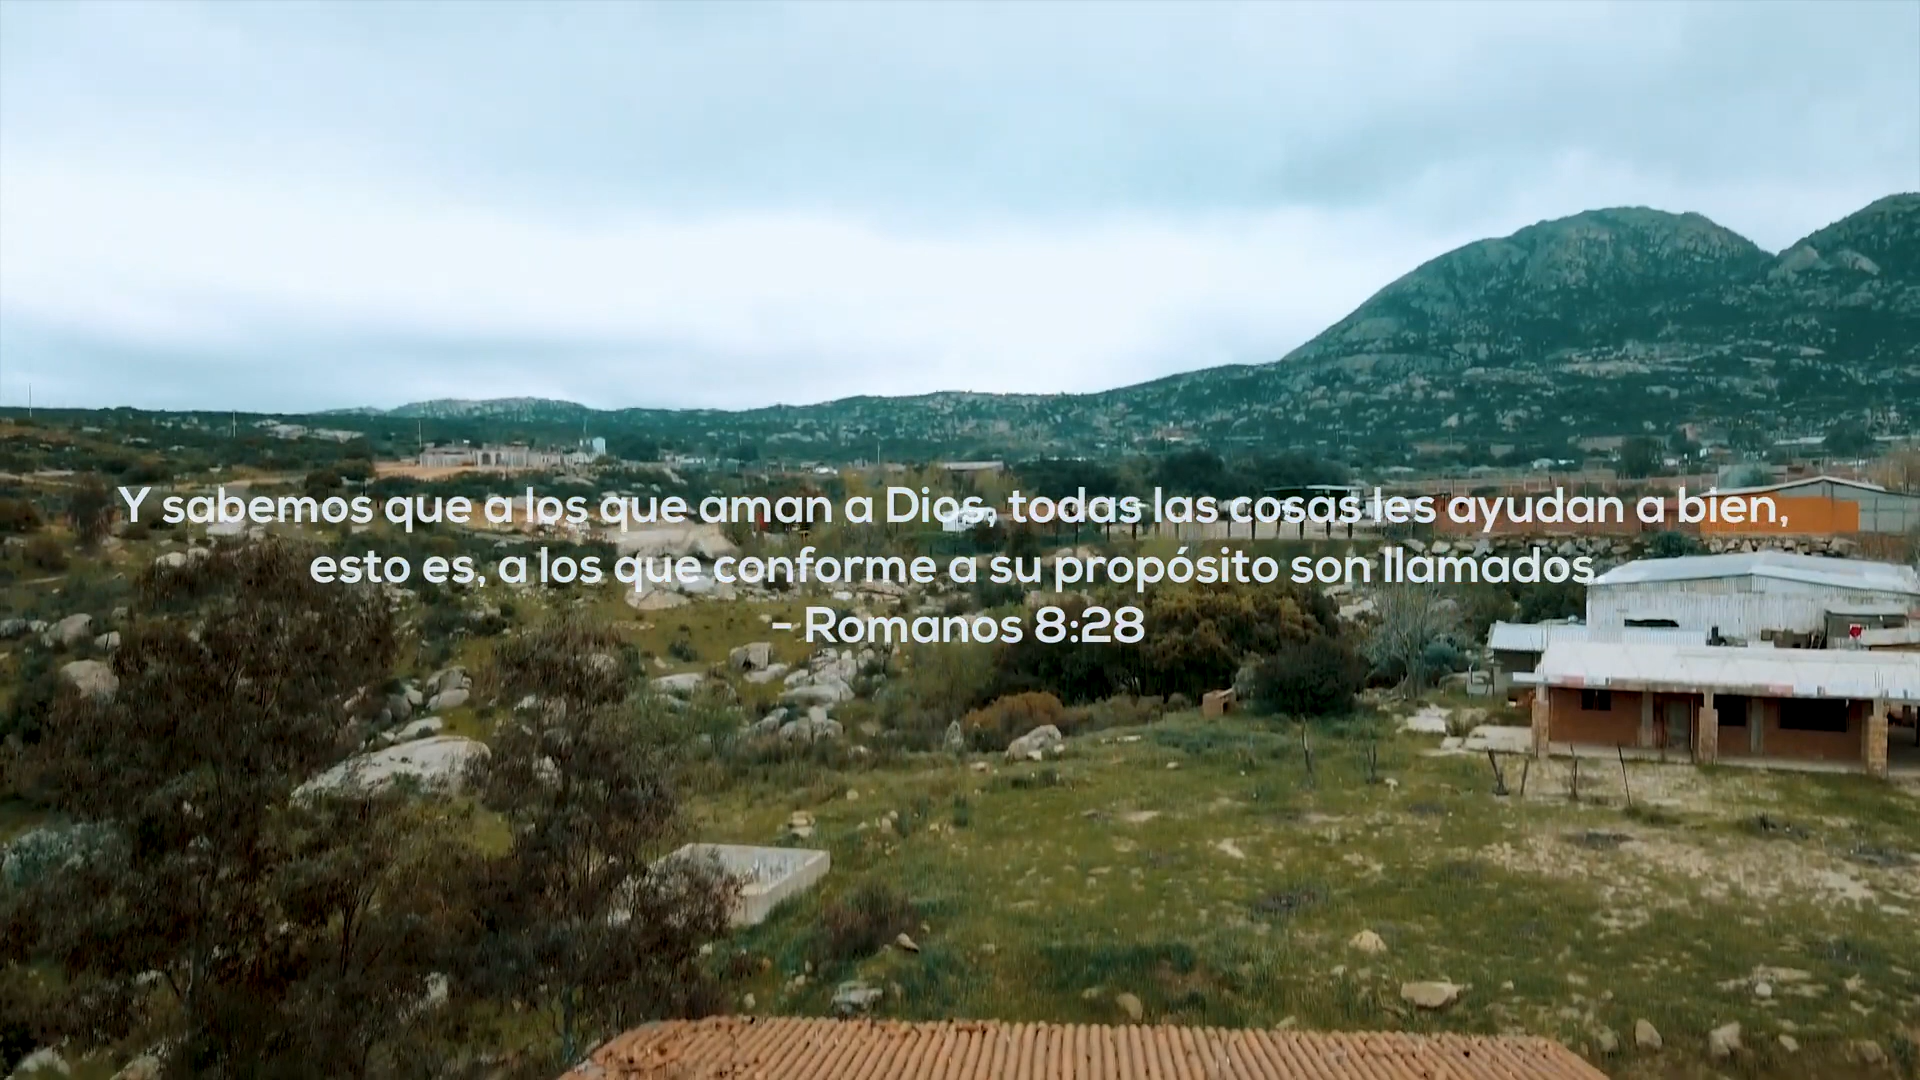 Y sabemos que a los que aman a Dios, todas las cosas les ayudan a bien,
esto es, a los que conforme a su propósito son llamados.
- Romanos 8:28